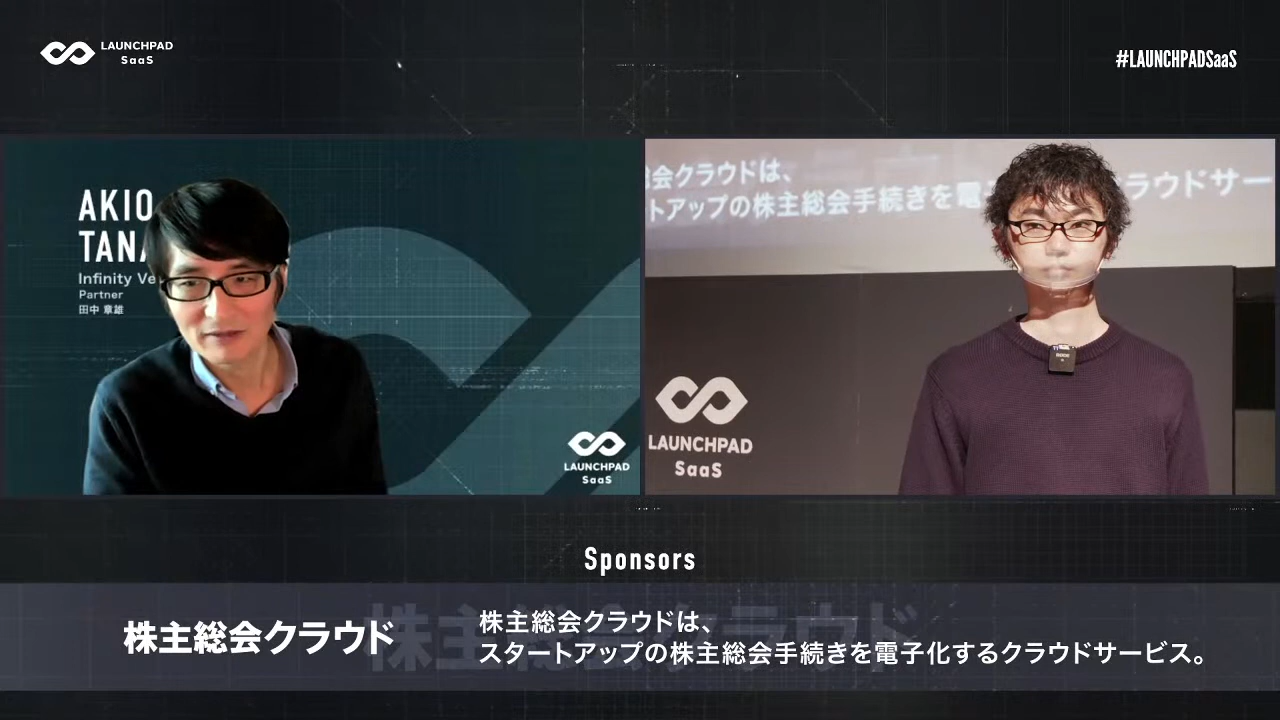 LAUNCHPAD
SaaS
#LAUNCHPADSaaS
AKIO
TANA
Infinity Ve
Partner
田中 章雄
LAUNCHPAD
SaaS
総会クラウドは、
トアップの株主総会手続きを電子
ラウドサー
LAUNCHPAD
SaaS
Sponsors
株主総会クラウド
株主総会クラウドは、
スタートアップの株主総会手続きを電子化するクラウドサービス。